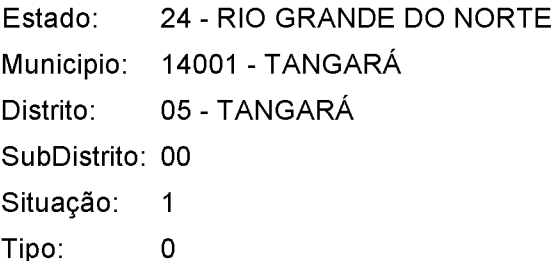 Estado: 24 - RIO GRANDE DO NORTE
Municipio: 14001 - TANGARÁ
Distrito: 05 - TANGARÁ
SubDistrito: 00
Situação: 1
Tipo: 0